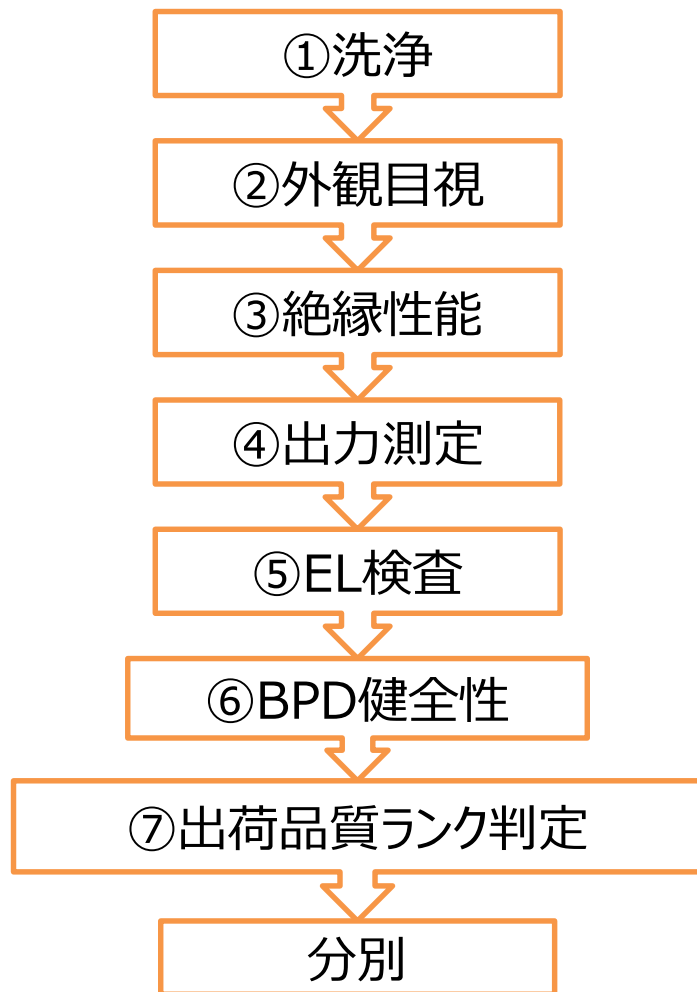 ①洗浄
②外観目視
③絶縁性能
④出力測定
⑤EL検査
⑥BPD健全性
⑦出荷品質ランク判定
分別